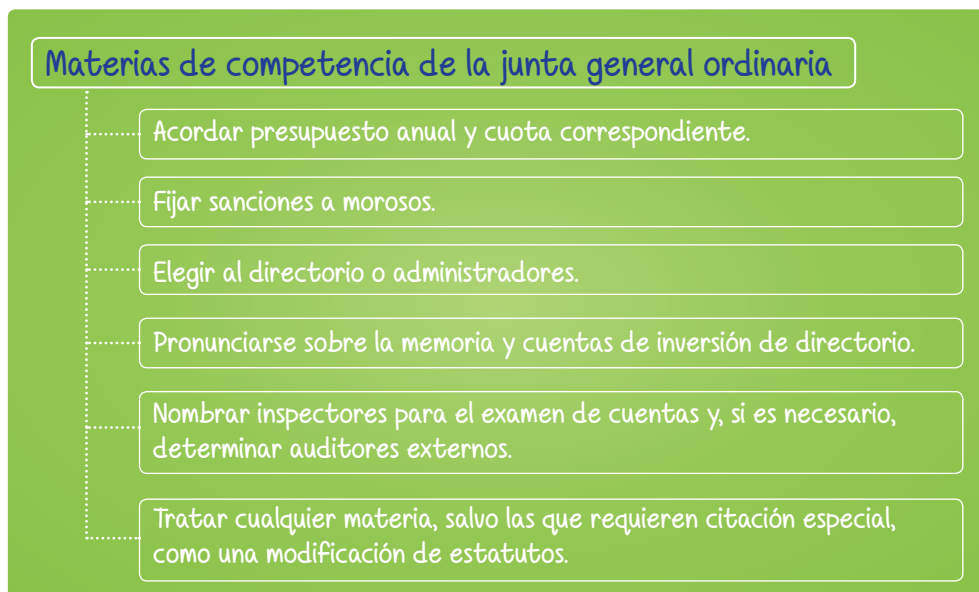 Materias de competencia de la junta general ordinaria
Acordar presupuesto anual y cuota correspondiente.
Fijar sanciones a morosos.
Elegir al directorio o administradores.
Pronunciarse sobre la memoria y cuentas de inversión de directorio.
Nombrar inspectores para el examen de cuentas y, si es necesario,
determinar auditores externos.
Tratar cualquier materia, salvo las que requieren citación especial,
como una modificación de estatutos.